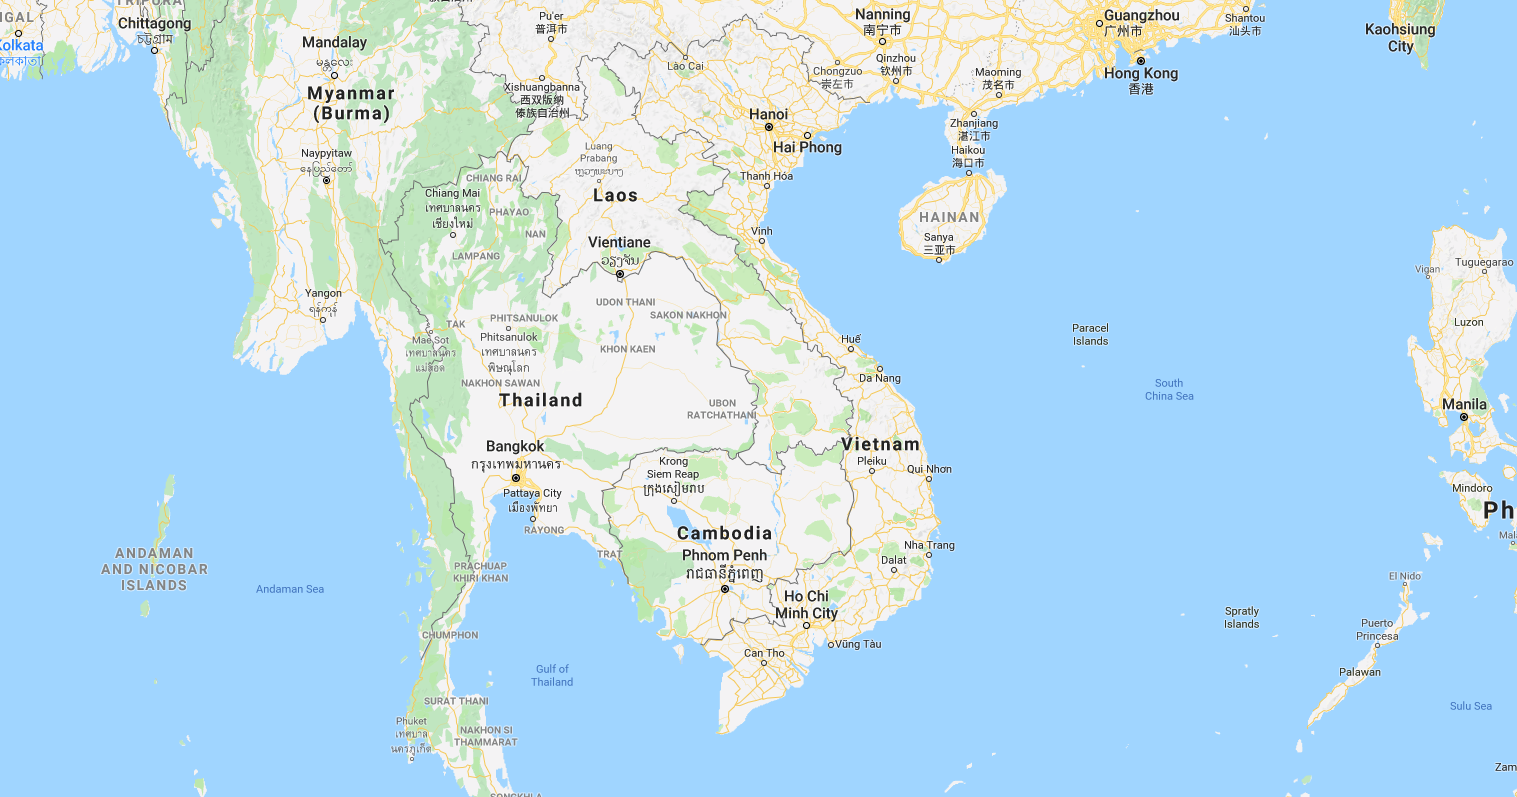 TRIPURA
Chittagong
চট্টগ্রাম
Kolkata
Mandalay
မန္တလေး
Myanmar
(Burma)
Naypyitaw
နေပြည်တော်
Yangon
ရန်ကုန်
Pu'er
普洱市
Xishuangbanna
西双版纳
傣族自治州
Lào Cai
Nanning
南宁市
Chongzuo
崇左市
Qinzhou
钦州市
Guangzhou
广州市
Shantou
汕头市
Kaohsiung
City
Hong Kong
香港
Maoming
茂名市
Zhanjiang
湛江市
Haikou
海口市
HAINAN
Sanya
三亚市
Hanoi
Hai Phong
Thanh Hóa
Vinh
Luang
Prabang
ຫຼວງພະບາງ
Laos
Vientiane
ວຽງຈັນ
CHIANG RAI
Chiang Mai
เทศบาลนคร
เชียงใหม่
PHAYAO
NAN
LAMPANG
UDON THANI
SAKON NAKHON
PHITSANULOK
Phitsanulok
เทศบาลนคร
พิษณุโลก
TAK
Mae Sot
เทศบาลนคร
แม่สอด
KHON KAEN
NAKHON SAWAN
Thailand
UBON
RATCHATHANI
Bangkok
กรุงเทพมหานคร
Pattaya City
เมืองพัทยา
RAYONG
TRAT
PRACHUAP
KHIRI KHAN
CHUMPHON
SURAT THANI
Phuket
เทศบาล
นครภูเก็ต
NAKHON SI
THAMMARAT
SONGKHLA
Huế
Da Nang
Vietnam
Pleiku
Qui Nhơn
Krong
Siem Reap
ក្រុងសៀមរាប
Cambodia
Phnom Penh
រាជធានីភ្នំពេញ
Nha Trang
Dalat
Ho Chi
Minh City
Vũng Tàu
Can Tho
Gulf of
Thailand
ANDAMAN
AND NICOBAR
ISLANDS
Andaman Sea
Paracel
Islands
South
China Sea
Spratly
Islands
Vigan
Tuguegarao
Luzon
Manila
Mindoro
Ph
El Nido
Puerto
Princesa
Palawan
Sulu Sea
Zam